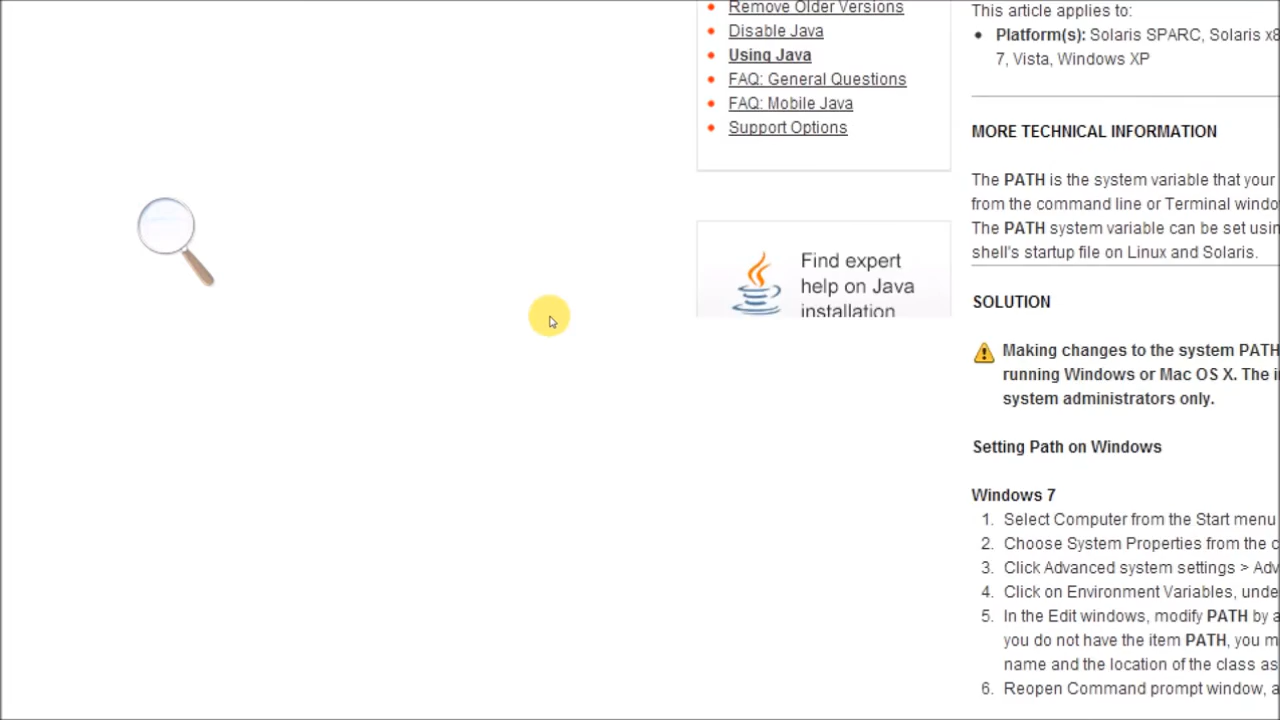 Remove Older Versions
Disable Java
Using Java
FAQ: General Questions
FAQ: Mobile Java
Support Options
Find expert
help on Java
installation
This article applies to:
Platform(s): Solaris SPARC, Solaris x8
7, Vista, Windows XP
MORE TECHNICAL INFORMATION
The PATH is the system variable that your
from the command line or Terminal windo
The PATH system variable can be set usin
shell's startup file on Linux and Solaris.
SOLUTION
Making changes to the system PATH
running Windows or Mac OS X. The in
system administrators only.
Setting Path on Windows
Windows 7
1. Select Computer from the Start menu
2. Choose System Properties from the c
3. Click Advanced system settings > Adv
4. Click on Environment Variables, unde
5. In the Edit windows, modify PATH by a
you do not have the item PATH, you m
name and the location of the class as
6. Reopen Command prompt window, a